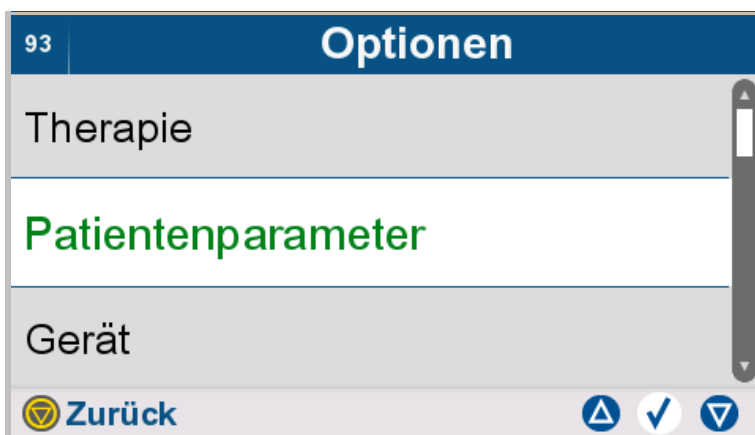 93
Optionen
Therapie
Patientenparameter
Gerät
Zurück